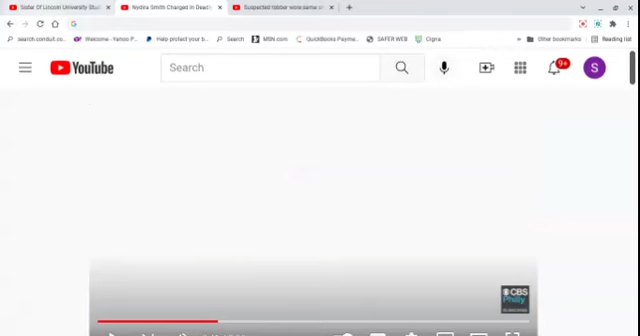 Sister Of Lincoln University Stud
Nydira Smith Charged In Deadly
Suspected robber wore same sh
search.conduit.co...
Welcome - Yahoo P...
Help protect your b...
Search
MSN.com
QuickBooks Payme...
SAFER WEB
Cigna
Other bookmarks
Reading list
YouTube
Search
9+
S
CBS
Philly